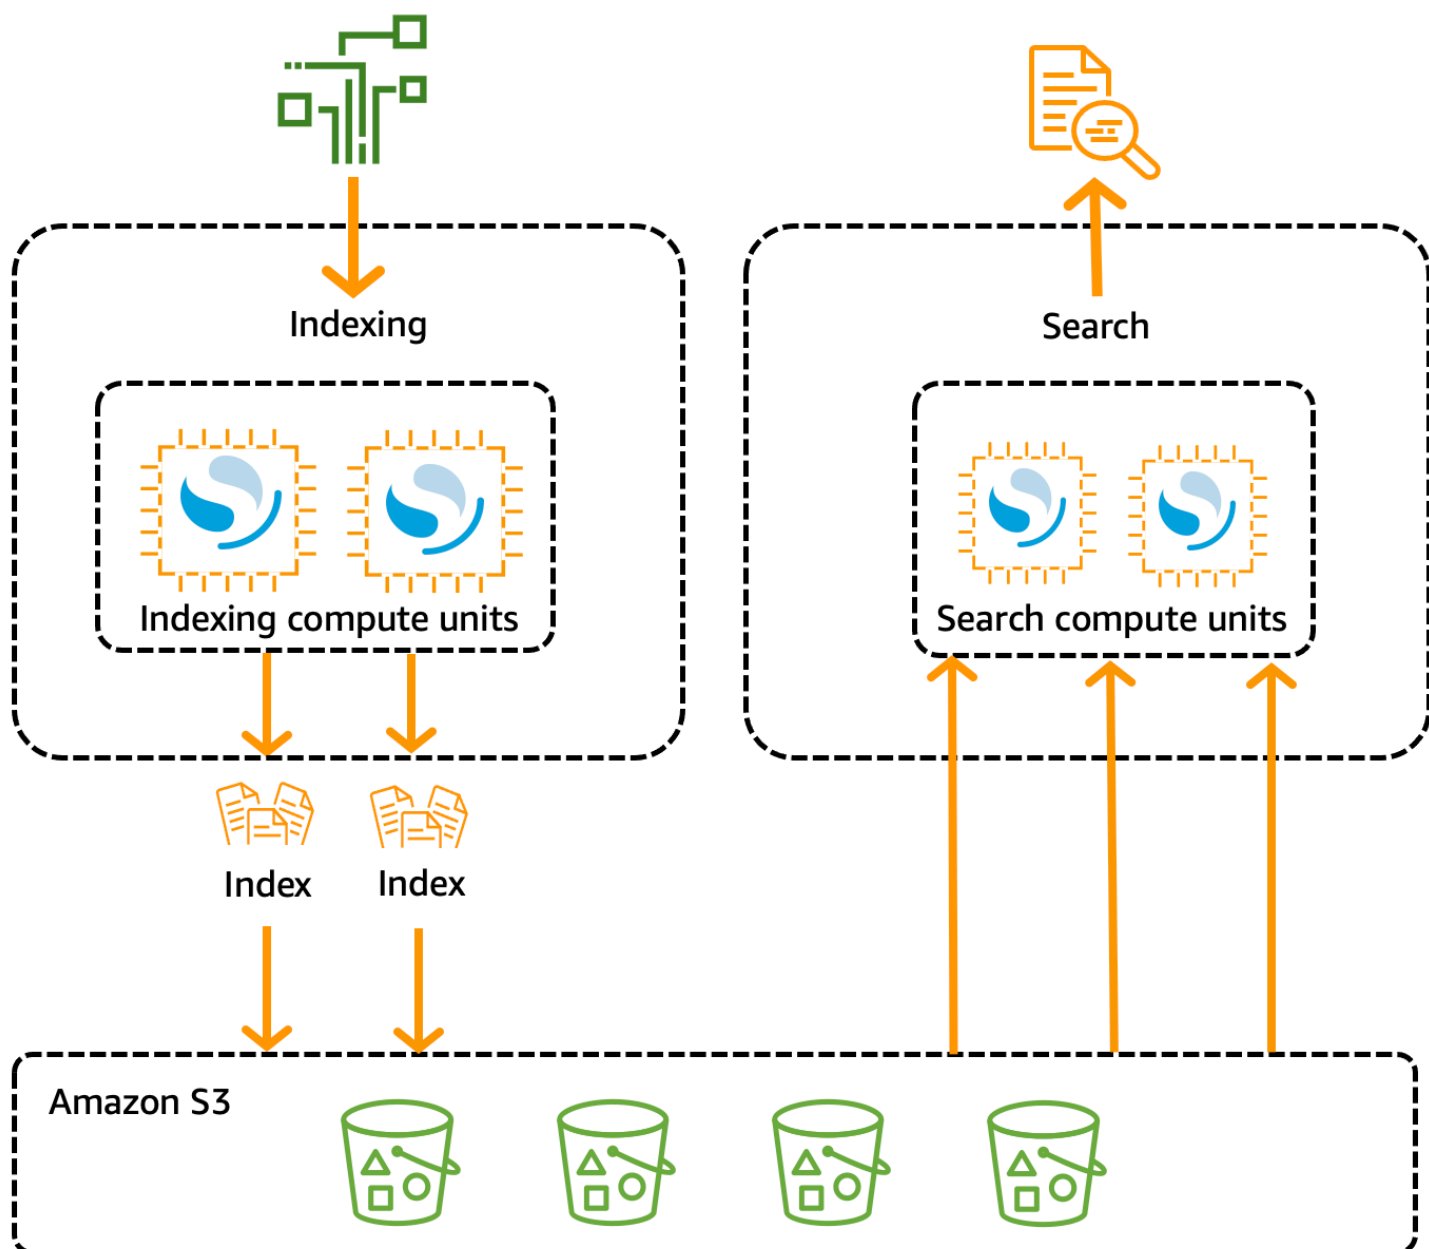 Indexing
Search
Indexing compute units
Search compute units
Index
Index
Amazon S3